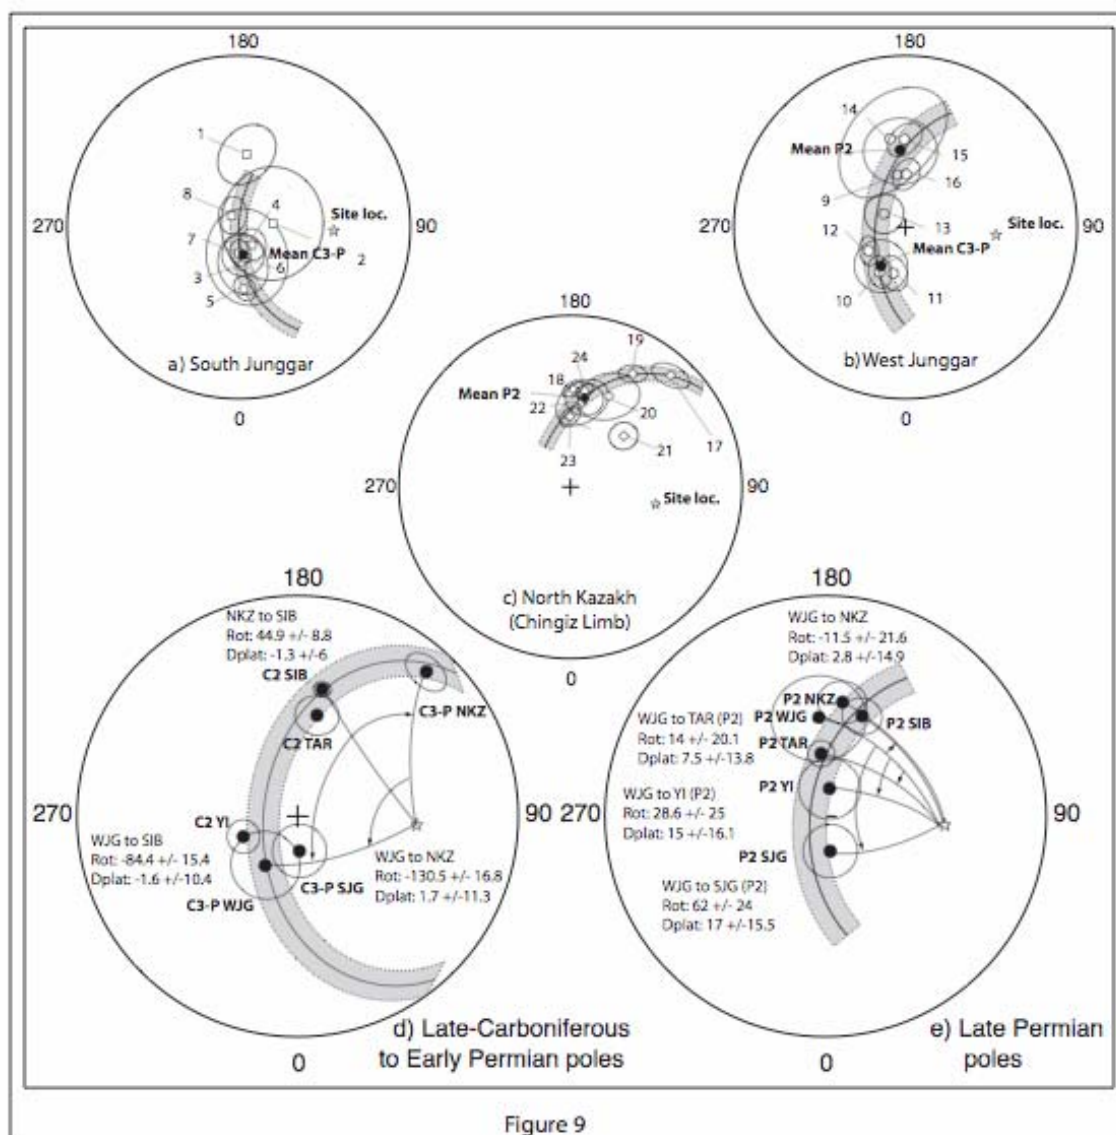 180
1
8
4
Site loc.
270
90
7
Mean C3-P
3
6
2
5
a) South Junggar
0
180
14
Mean P2
15
9
16
Site loc.
270
90
12
13
Mean C3-P
10
11
b) West Junggar
0
180
19
24
18
Mean P2
22
20
17
23
21
270
90
Site loc.
c) North Kazakh
(Chingiz Limb)
0
180
NKZ to SIB
Rot: 44.9 +/- 8.8
Dplat: -1.3 +/-6
C2 SIB
C3-P NKZ
C2 TAR
270
90
C2 YI
WJG to SIB
Rot: -84.4 +/- 15.4
Dplat: -1.6 +/-10.4
C3-P SJG
C3-P WJG
WJG to NKZ
Rot: -130.5 +/- 16.8
Dplat: 1.7 +/-11.3
d) Late-Carboniferous
to Early Permian poles
0
180
WJG to NKZ
Rot: -11.5 +/- 21.6
Dplat: 2.8 +/-14.9
P2 NKZ
P2 WJG
P2 SIB
WJG to TAR (P2)
Rot: 14 +/- 20.1
Dplat: 7.5 +/-13.8
P2 TAR
P2 YI
WJG to YI (P2)
Rot: 28.6 +/- 25
Dplat: 15 +/-16.1
270
90
P2 SJG
WJG to SJG (P2)
Rot: 62 +/- 24
Dplat: 17 +/-15.5
e) Late Permian
poles
0
Figure 9